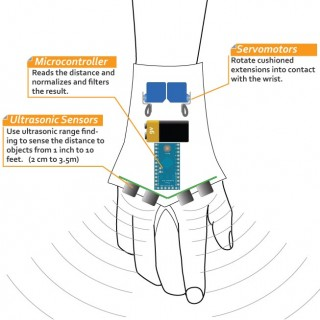 Microcontroller
Reads the distance and
normalizes and filters
the result.
Servomotors
Rotate cushioned
extensions into contact
with the wrist.
Ultrasonic Sensors
Use ultrasonic range find-
ing to sense the distance to
objects from 1 inch to 10
feet. (2 cm to 3.5m)